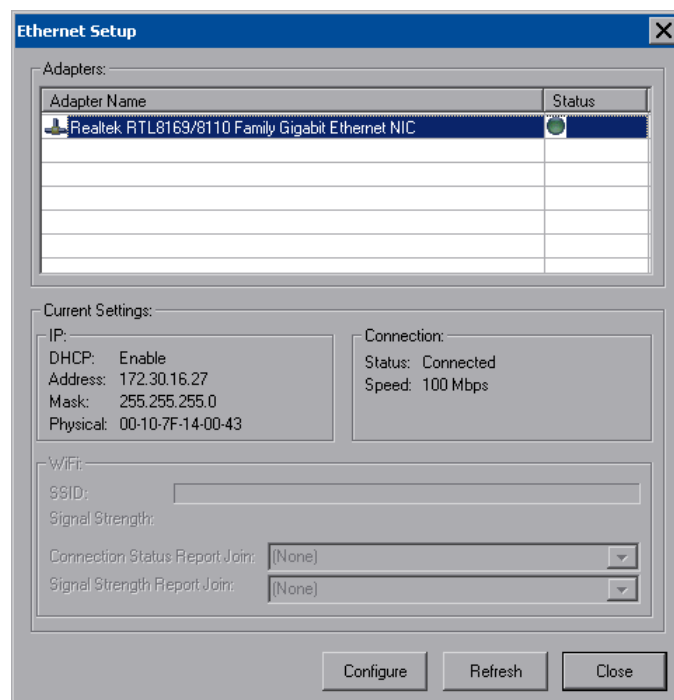 Ethernet Setup
Adapters:
Adapter Name Status
Realtek RTL8169/8110 Family Gigabit Ethernet NIC
Current Settings:
IP:
DHCP: Enable
Address: 172.30.16.27
Mask: 255.255.255.0
Physical: 00-10-7F-14-00-43
Connection:
Status: Connected
Speed: 100 Mbps
WiFi:
SSID:
Signal Strength:
Connection Status Report Join: (None)
Signal Strength Report Join: (None)
Configure Refresh Close